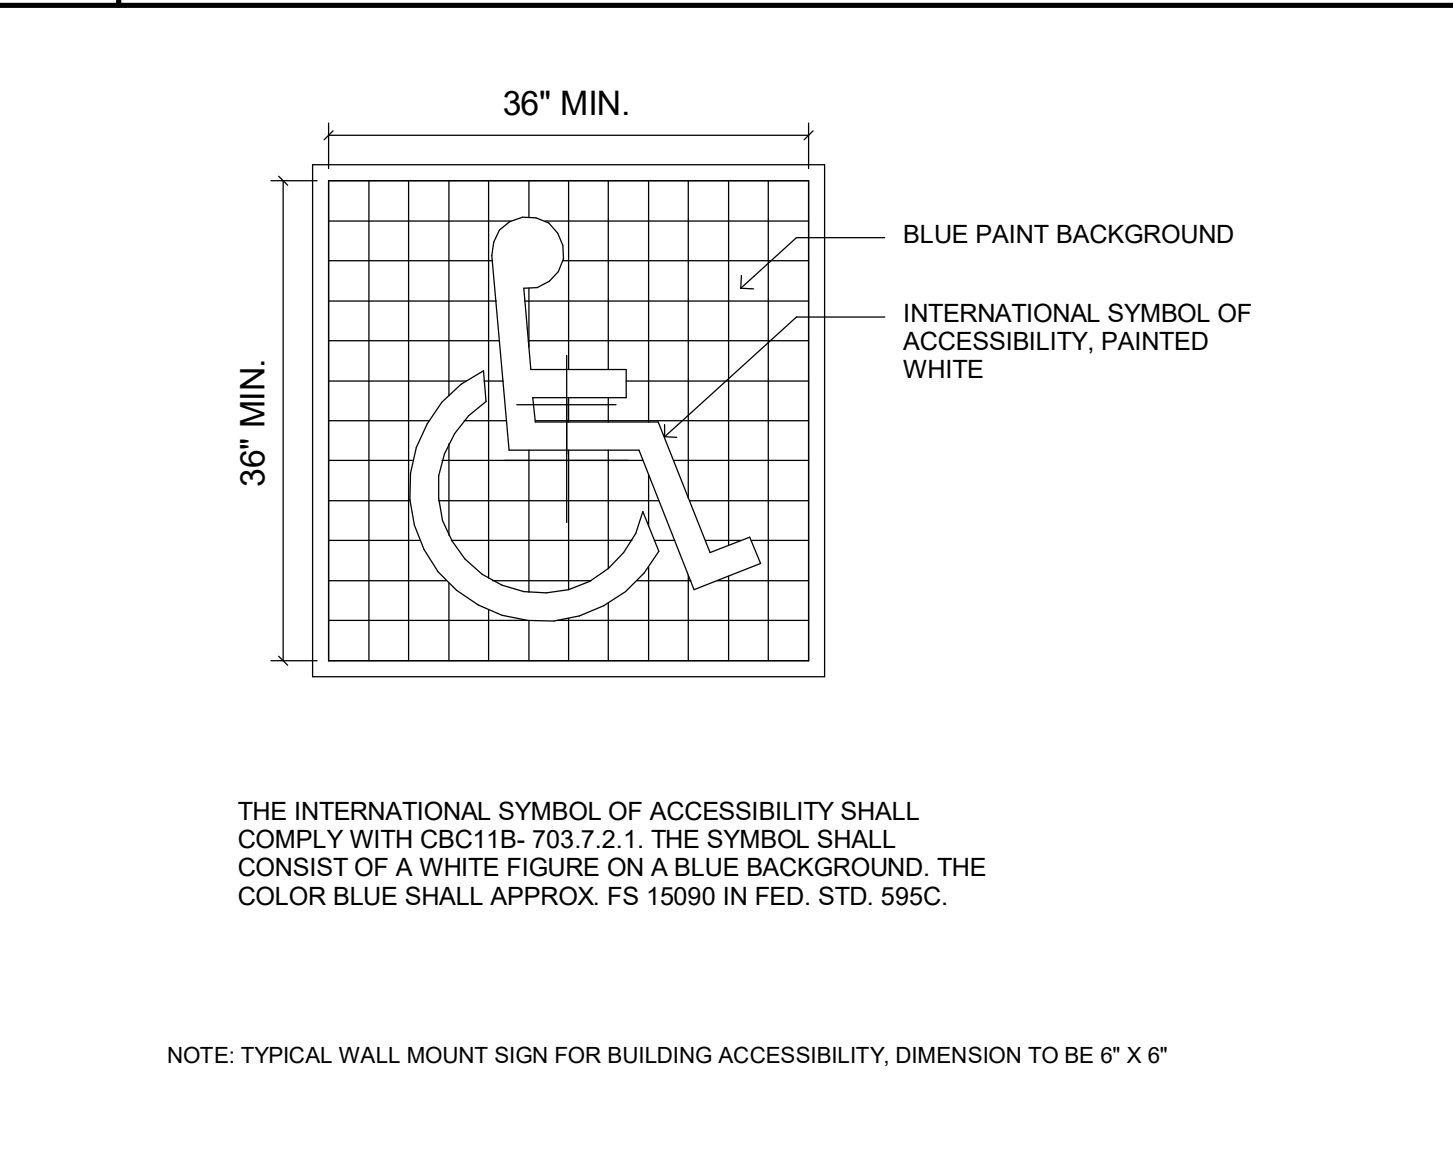 36" MIN.
BLUE PAINT BACKGROUND
INTERNATIONAL SYMBOL OF
ACCESSIBILITY, PAINTED
WHITE
36" MIN.
THE INTERNATIONAL SYMBOL OF ACCESSIBILITY SHALL
COMPLY WITH CBC11B- 703.7.2.1. THE SYMBOL SHALL
CONSIST OF A WHITE FIGURE ON A BLUE BACKGROUND. THE
COLOR BLUE SHALL APPROX. FS 15090 IN FED. STD. 595C.
NOTE: TYPICAL WALL MOUNT SIGN FOR BUILDING ACCESSIBILITY, DIMENSION TO BE 6" X 6"